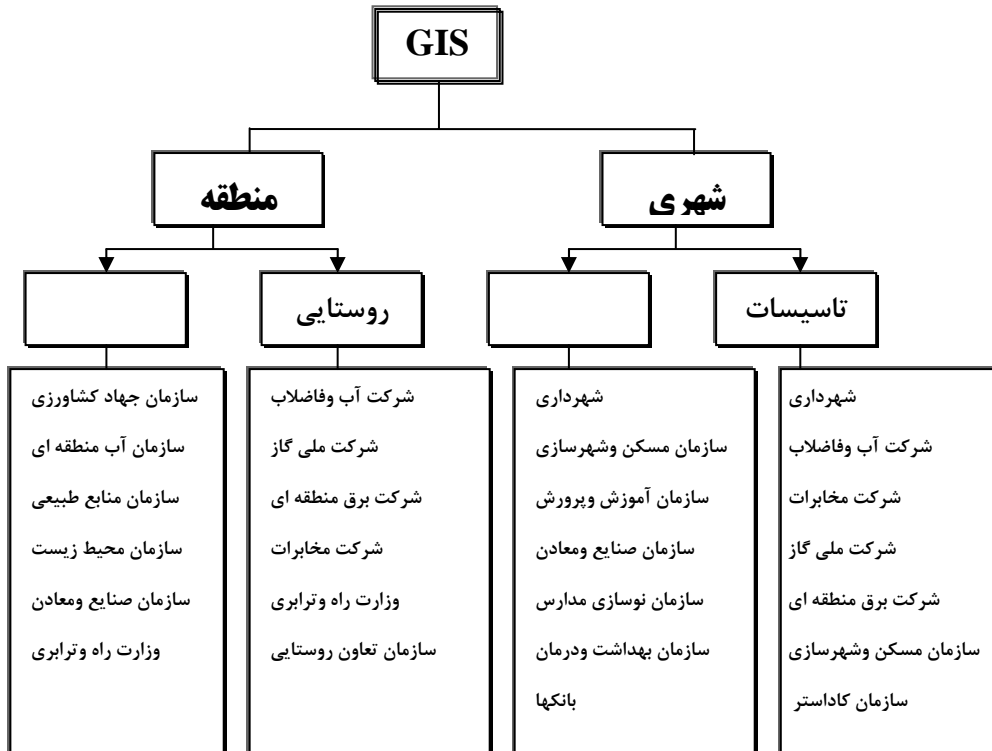 GIS
شهری
منطقه
تاسیسات
روستایی
شهرداری
شرکت آب وفاضلاب
شرکت مخابرات
شرکت ملی گاز
شرکت برق منطقه ای
سازمان مسکن وشهرسازی
سازمان کاداستر
شهرداری
سازمان مسکن وشهرسازی
سازمان آموزش وپرورش
سازمان صنایع ومعادن
سازمان نوسازی مدارس
سازمان بهداشت ودرمان
بانکها
شرکت آب وفاضلاب
شرکت ملی گاز
شرکت برق منطقه ای
شرکت مخابرات
وزارت راه وترابری
سازمان تعاون روستایی
سازمان جهاد کشاورزی
سازمان آب منطقه ای
سازمان منابع طبیعی
سازمان محیط زیست
سازمان صنایع ومعادن
وزارت راه وترابری